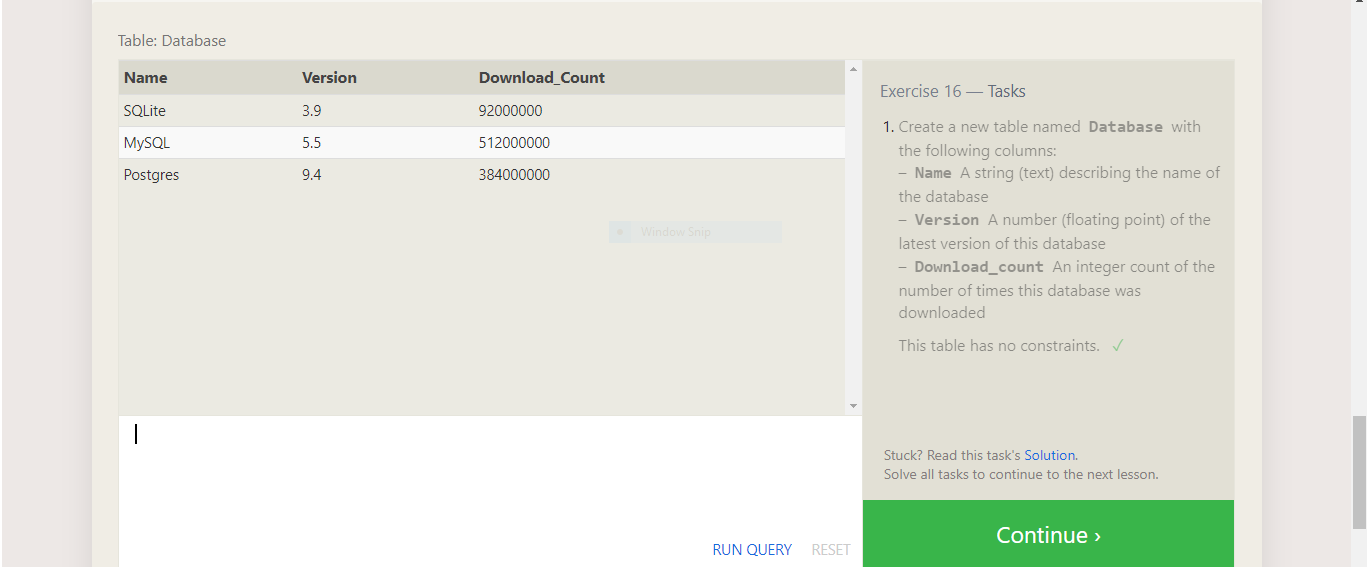 Table: Database
Name Version Download_Count
SQLite 3.9 92000000
MySQL 5.5 512000000
Postgres 9.4 384000000
Window Snip
RUN QUERY RESET
Exercise 16 — Tasks
1. Create a new table named Database with
the following columns:
– Name A string (text) describing the name of
the database
– Version A number (floating point) of the
latest version of this database
– Download_count An integer count of the
number of times this database was
downloaded
This table has no constraints. ✓
Stuck? Read this task's Solution.
Solve all tasks to continue to the next lesson.
Continue ›